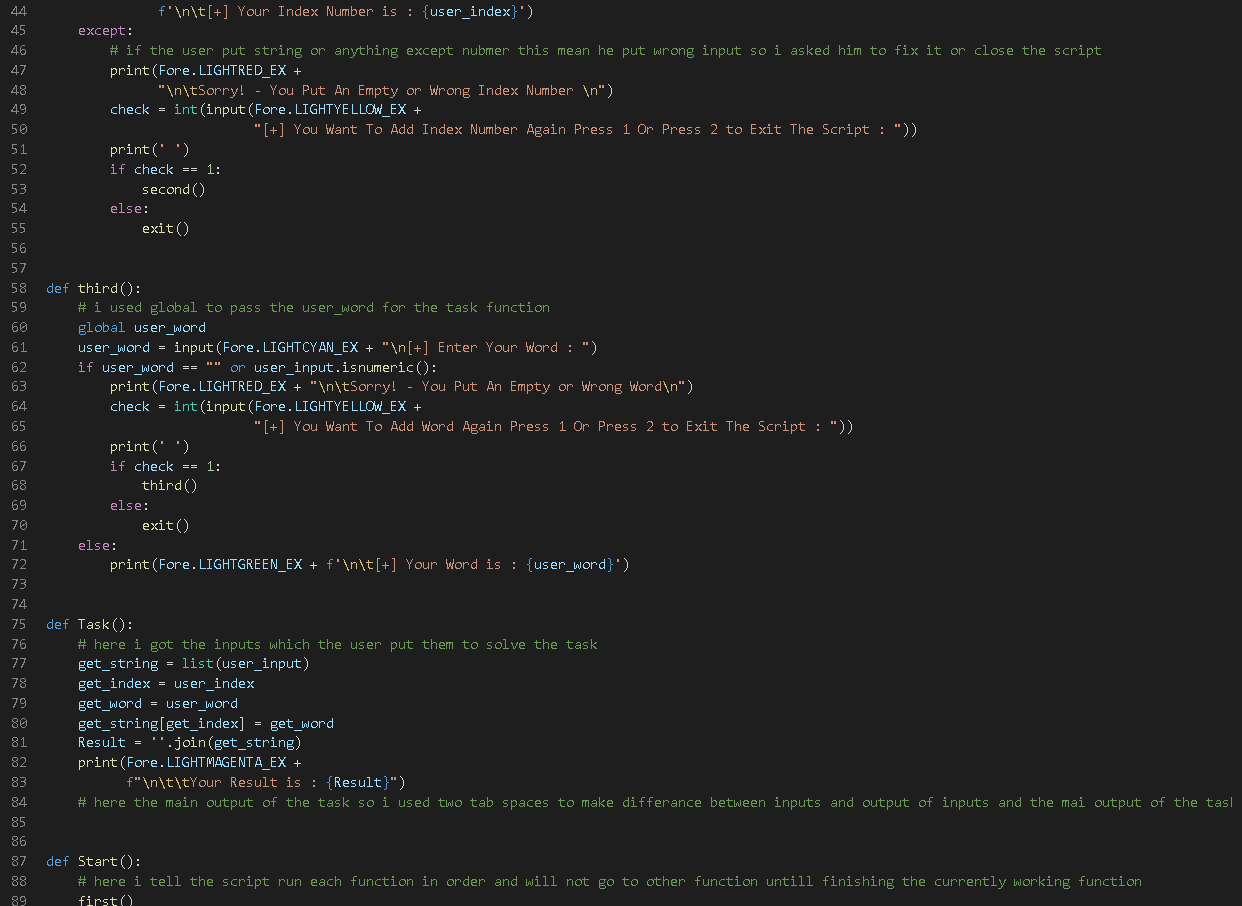 44                 f'\n\t[+] Your Index Number is : {user_index}')
45       except:
46           # if the user put string or anything except nubmer this mean he put wrong input so i asked him to fix it or close the script
47           print(Fore.LIGHTRED_EX +
48                 "\n\tSorry! - You Put An Empty or Wrong Index Number \n")
49           check = int(input(Fore.LIGHTYELLOW_EX +
50                             "[+] You Want To Add Index Number Again Press 1 Or Press 2 to Exit The Script : "))
51           print(' ')
52           if check == 1:
53               second()
54           else:
55               exit()
56
57
58   def third():
59       # i used global to pass the user_word for the task function
60       global user_word
61       user_word = input(Fore.LIGHTCYAN_EX + "\n[+] Enter Your Word : ")
62       if user_word == "" or user_input.isnumeric():
63           print(Fore.LIGHTRED_EX + "\n\tSorry! - You Put An Empty or Wrong Word\n")
64           check = int(input(Fore.LIGHTYELLOW_EX +
65                             "[+] You Want To Add Word Again Press 1 Or Press 2 to Exit The Script : "))
66           print(' ')
67           if check == 1:
68               third()
69           else:
70               exit()
71       else:
72           print(Fore.LIGHTGREEN_EX + f'\n\t[+] Your Word is : {user_word}')
73
74
75   def Task():
76       # here i got the inputs which the user put them to solve the task
77       get_string = list(user_input)
78       get_index = user_index
79       get_word = user_word
80       get_string[get_index] = get_word
81       Result = ''.join(get_string)
82       print(Fore.LIGHTMAGENTA_EX +
83             f"\n\t\tYour Result is : {Result}")
84       # here the main output of the task so i used two tab spaces to make differance between inputs and output of inputs and the mai output of the tas
85
86
87   def Start():
88       # here i tell the script run each function in order and will not go to other function untill finishing the currently working function
89       first()